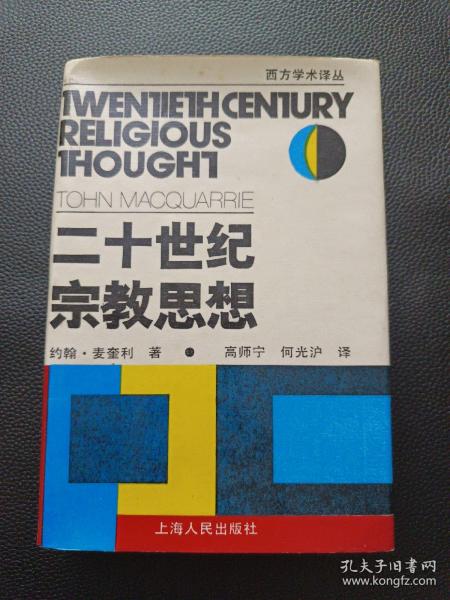 西方学术译丛
TWENTIETH CENTURY
RELIGIOUS
THOUGHT
TOHN MACQUARRIE
二十世纪
宗教思想
约翰·麦奎利 著 高师宁 何光沪 译
上海人民出版社
孔夫子旧书网
www.kongfz.com